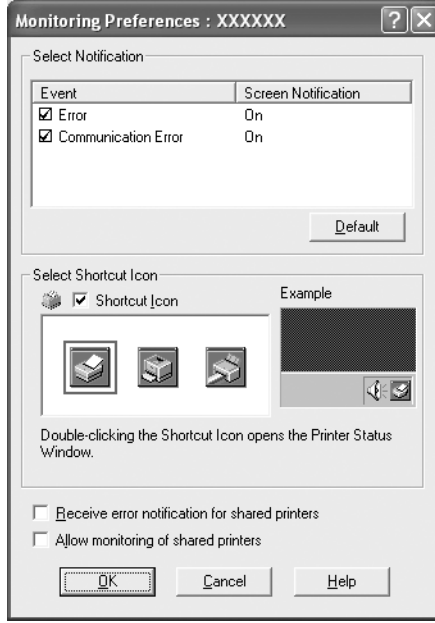 Monitoring Preferences : XXXXXX
Select Notification
Event Screen Notification
Error On
Communication Error On
Default
Select Shortcut Icon
Shortcut Icon
Example
Double-clicking the Shortcut Icon opens the Printer Status
Window.
Receive error notification for shared printers
Allow monitoring of shared printers
OK Cancel Help